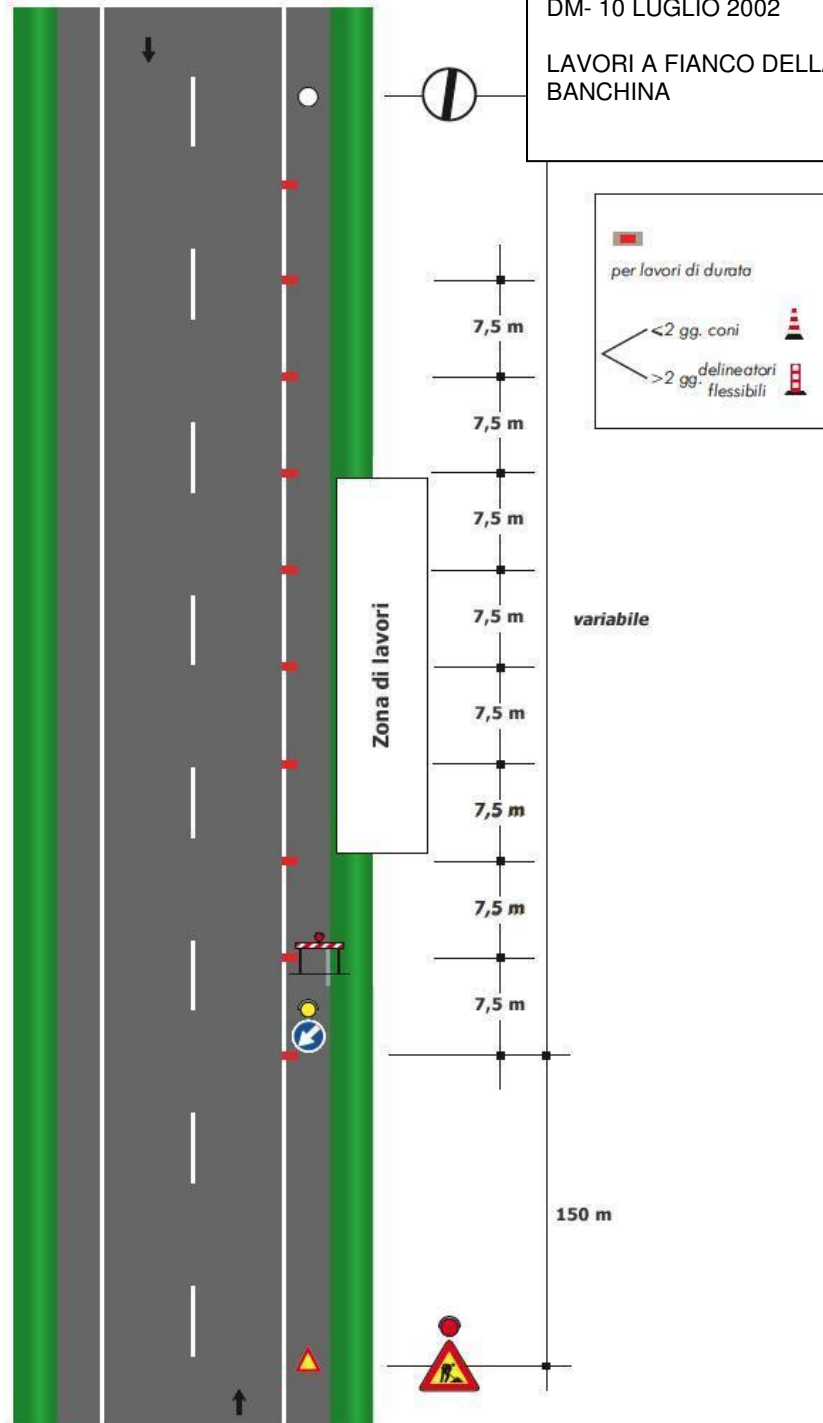 DM- 10 LUGLIO 2002
LAVORI A FIANCO DELLA
BANCHINA
per lavori di durata
<2 gg. coni
>2 gg. delineatori
flessibili
7,5 m
7,5 m
7,5 m
7,5 m
variabile
Zona di lavori
7,5 m
7,5 m
7,5 m
7,5 m
150 m